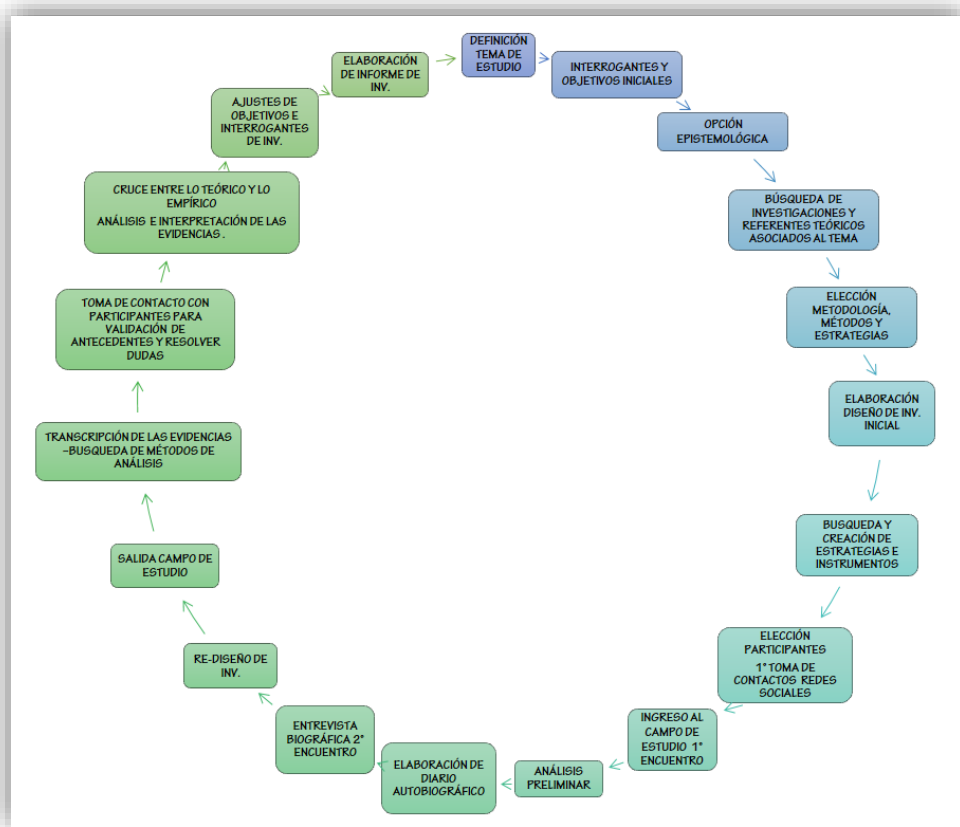 DEFINICIÓN
TEMA DE
ESTUDIO
INTERROGANTES Y
OBJETIVOS INICIALES
OPCIÓN
EPISTEMOLÓGICA
BÚSQUEDA DE
INVESTIGACIONES Y
REFERENTES TEÓRICOS
ASOCIADOS AL TEMA
ELECCIÓN
METODOLOGÍA,
MÉTODOS Y
ESTRATEGIAS
ELABORACIÓN
DISEÑO DE INV.
INICIAL
BUSQUEDA Y
CREACIÓN DE
ESTRATEGIAS E
INSTRUMENTOS
ELECCIÓN
PARTICIPANTES
1° TOMA DE
CONTACTOS REDES
SOCIALES
INGRESO AL
CAMPO DE
ESTUDIO 1°
ENCUENTRO
ANÁLISIS
PRELIMINAR
ELABORACIÓN DE
DIARIO
AUTOBIOGRÁFICO
ENTREVISTA
BIOGRÁFICA 2°
ENCUENTRO
RE-DISEÑO DE
INV.
SALIDA CAMPO DE
ESTUDIO
TRANSCRIPCIÓN DE LAS EVIDENCIAS
–BUSQUEDA DE MÉTODOS DE
ANÁLISIS
TOMA DE CONTACTO CON
PARTICIPANTES PARA
VALIDACIÓN DE
ANTECEDENTES Y RESOLVER
DUDAS
CRUCE ENTRE LO TEÓRICO Y LO
EMPÍRICO
ANÁLISIS E INTERPRETACIÓN DE LAS
EVIDENCIAS .
AJUSTES DE
OBJETIVOS E
INTERROGANTES
DE INV.
ELABORACIÓN
DE INFORME DE
INV.